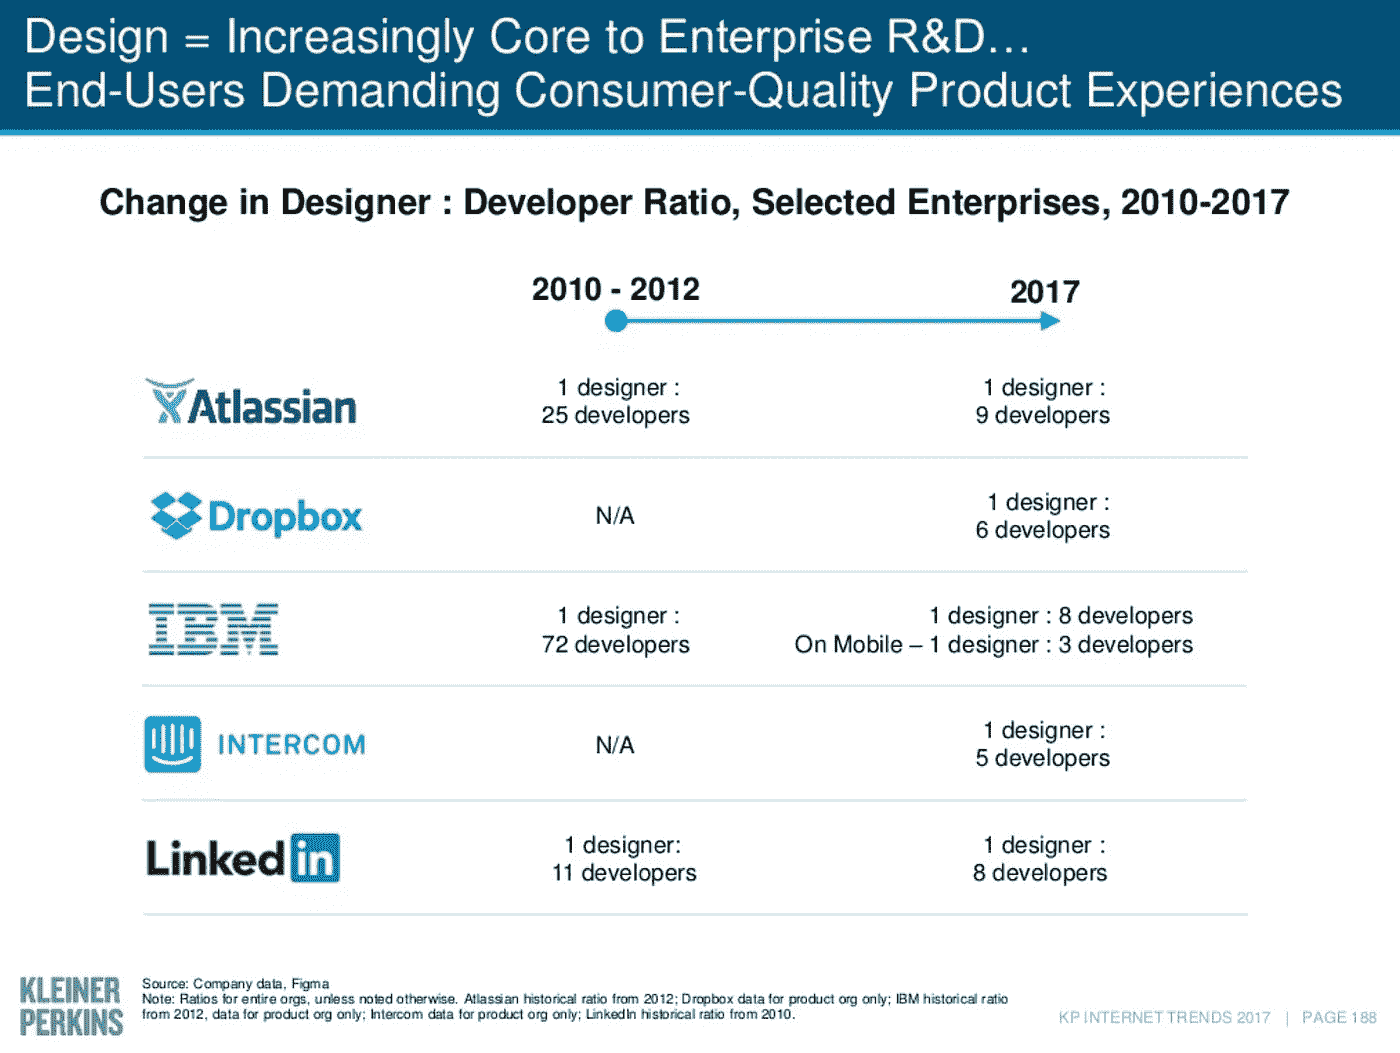 Design = Increasingly Core to Enterprise R&D…
End-Users Demanding Consumer-Quality Product Experiences
Change in Designer : Developer Ratio, Selected Enterprises, 2010-2017
2010 - 2012
2017
Atlassian
1 designer :
25 developers
1 designer :
9 developers
Dropbox
N/A
1 designer :
6 developers
IBM
1 designer :
72 developers
1 designer : 8 developers
On Mobile – 1 designer : 3 developers
INTERCOM
N/A
1 designer :
5 developers
Linked in
1 designer:
11 developers
1 designer :
8 developers
KLEINER
PERKINS
Source: Company data, Figma
Note: Ratios for entire orgs, unless noted otherwise. Atlassian historical ratio from 2012; Dropbox data for product org only; IBM historical ratio
from 2012, data for product org only; Intercom data for product org only; LinkedIn historical ratio from 2010.
KP INTERNET TRENDS 2017 | PAGE 188